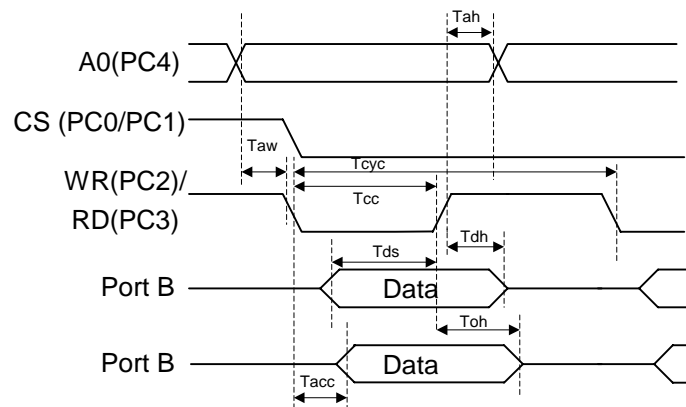 Tah
A0(PC4)
CS (PC0/PC1)
Taw
Tcyc
WR(PC2)/
RD(PC3)
Tcc
Tds
Tdh
Port B
Data
Toh
Port B
Data
Tacc